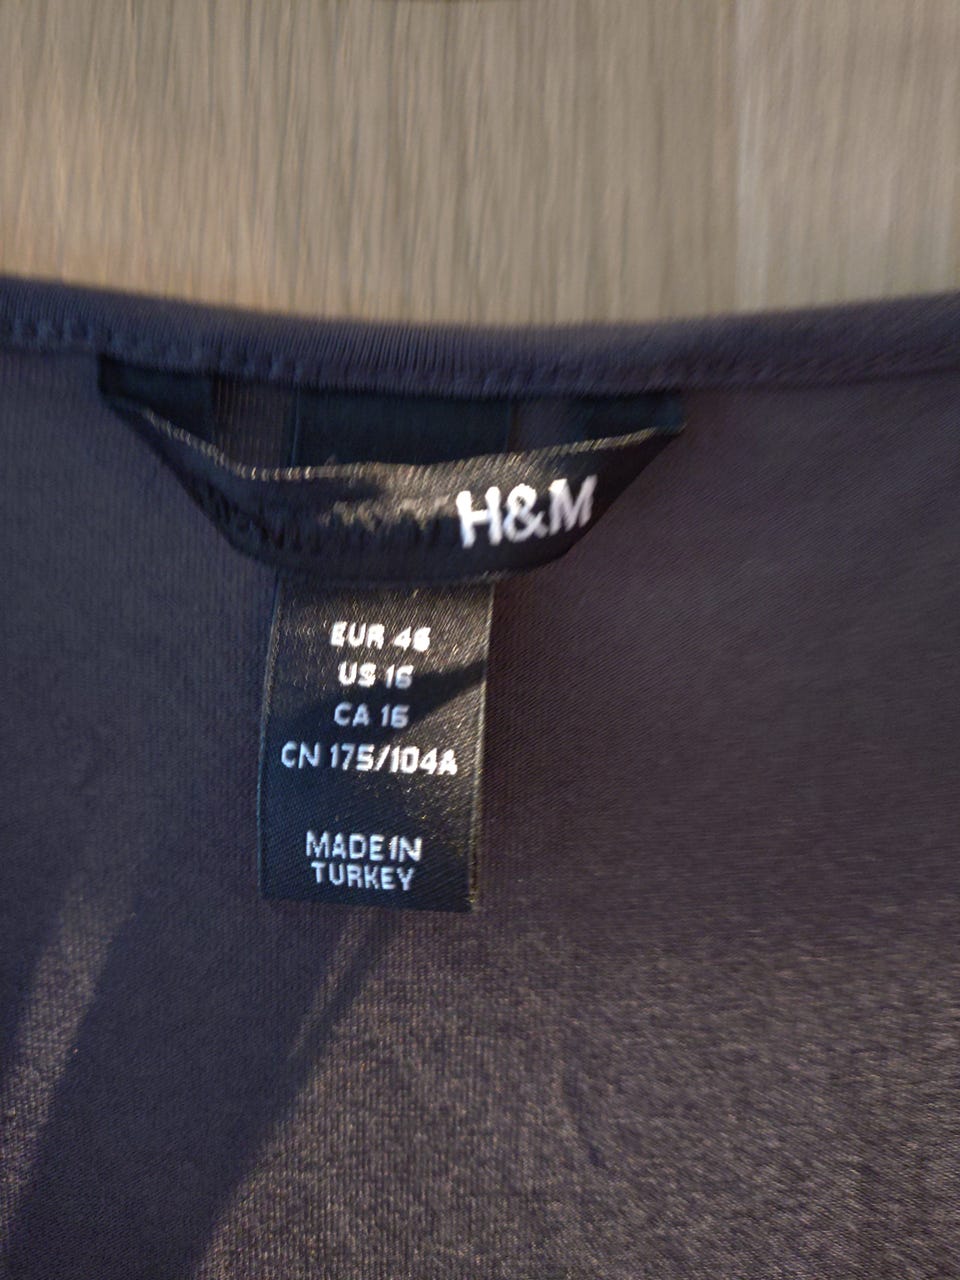 H&M
EUR 46
US 16
CA 16
CN 175/104A
MADE IN
TURKEY